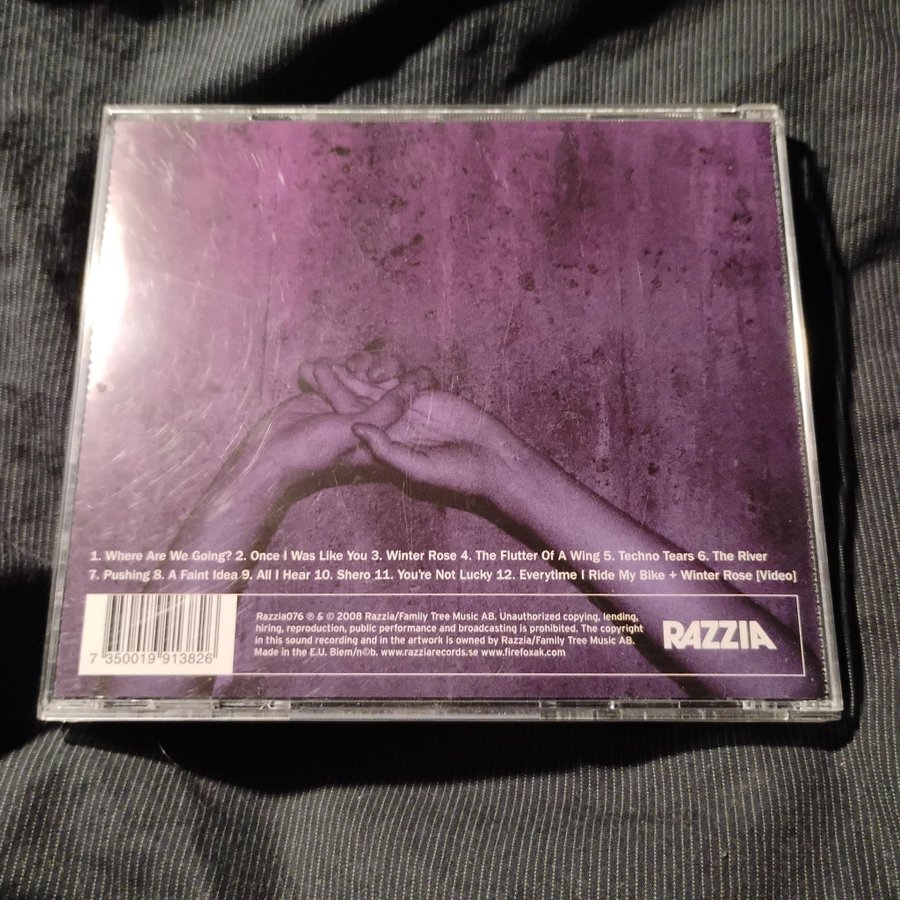 1. Where Are We Going? 2. Once I Was Like You 3. Winter Rose 4. The Flutter Of A Wing 5. Techno Tears 6. The River
7. Pushing 8. A Faint Idea 9. All I Hear 10. Shero 11. You're Not Lucky 12. Everytime I Ride My Bike + Winter Rose [Video]
7 350019 913826
Razzia076 ℗ & © 2008 Razzia/Family Tree Music AB. Unauthorized copying, lending,
hiring, reproduction, public performance and broadcasting is prohibited. The copyright
in this sound recording and in the artwork is owned by Razzia/Family Tree Music AB.
Made in the E.U. Biem/n©b. www.razziarecords.se www.firefoxak.com
RAZZIA